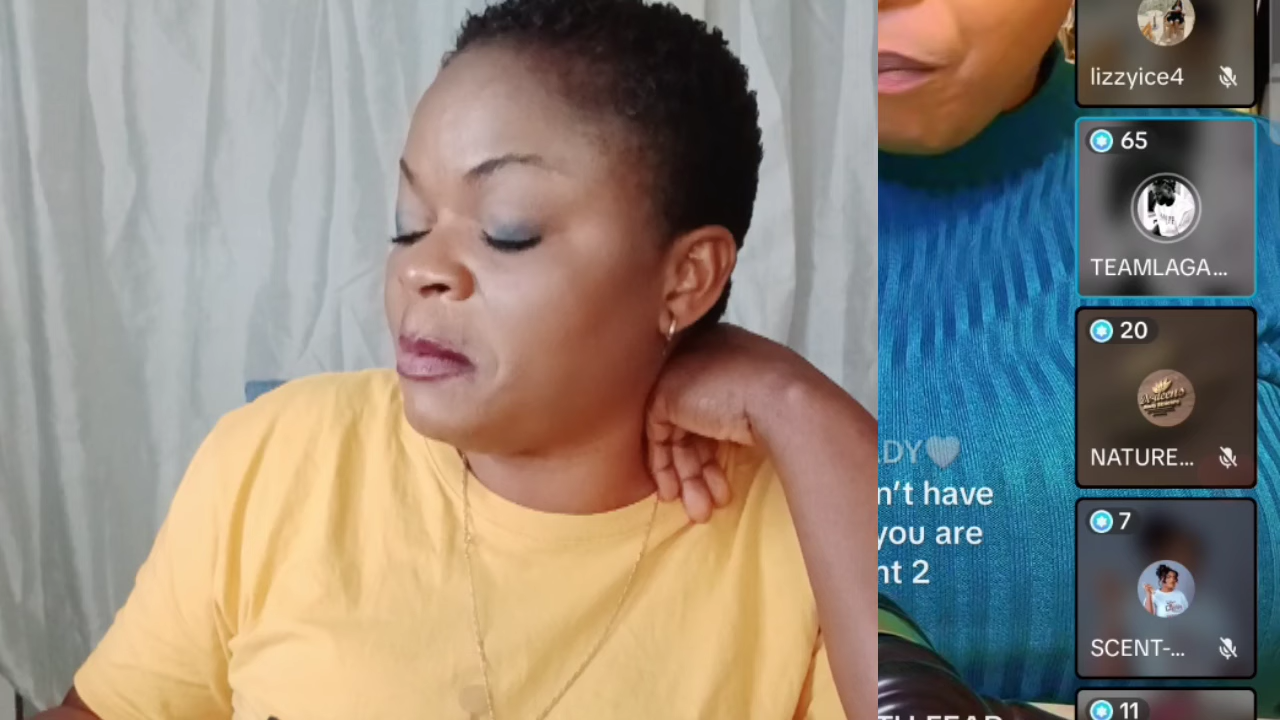 lizzyice4
65
TEAMLAGA...
20
NATURE...
7
SCENT-...
11
DY🤍
n't have
you are
nt 2